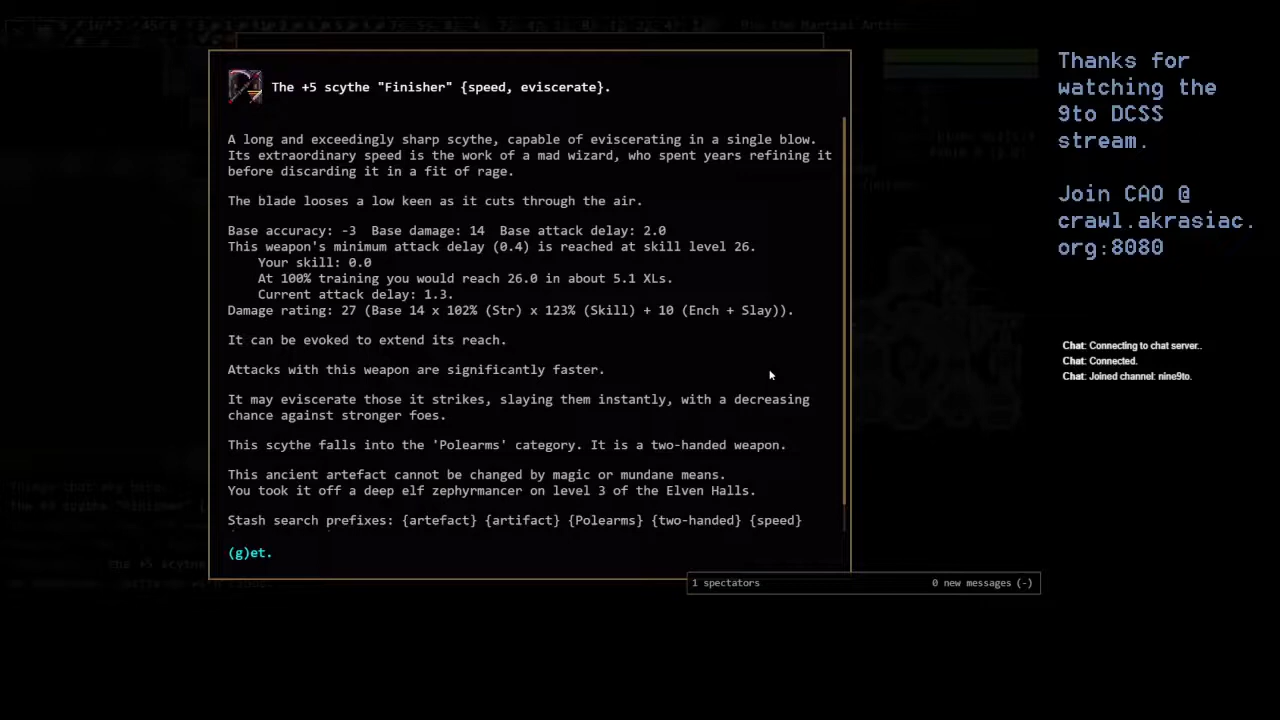 The +5 scythe "Finisher" {speed, eviscerate}.
A long and exceedingly sharp scythe, capable of eviscerating in a single blow.
Its extraordinary speed is the work of a mad wizard, who spent years refining it
before discarding it in a fit of rage.
The blade looses a low keen as it cuts through the air.
Base accuracy: -3  Base damage: 14  Base attack delay: 2.0
This weapon's minimum attack delay (0.4) is reached at skill level 26.
Your skill: 0.0
At 100% training you would reach 26.0 in about 5.1 XLs.
Current attack delay: 1.3.
Damage rating: 27 (Base 14 x 102% (Str) x 123% (Skill) + 10 (Ench + Slay)).
It can be evoked to extend its reach.
Attacks with this weapon are significantly faster.
It may eviscerate those it strikes, slaying them instantly, with a decreasing
chance against stronger foes.
This scythe falls into the 'Polearms' category. It is a two-handed weapon.
This ancient artefact cannot be changed by magic or mundane means.
You took it off a deep elf zephyrmancer on level 3 of the Elven Halls.
Stash search prefixes: {artefact} {artifact} {Polearms} {two-handed} {speed}
(g)et.
1 spectators
0 new messages (-)
Thanks for
watching the
9to DCSS
stream.
Join CAO @
crawl.akrasiac.
org:8080
Chat: Connecting to chat server..
Chat: Connected.
Chat: Joined channel: nine9to.